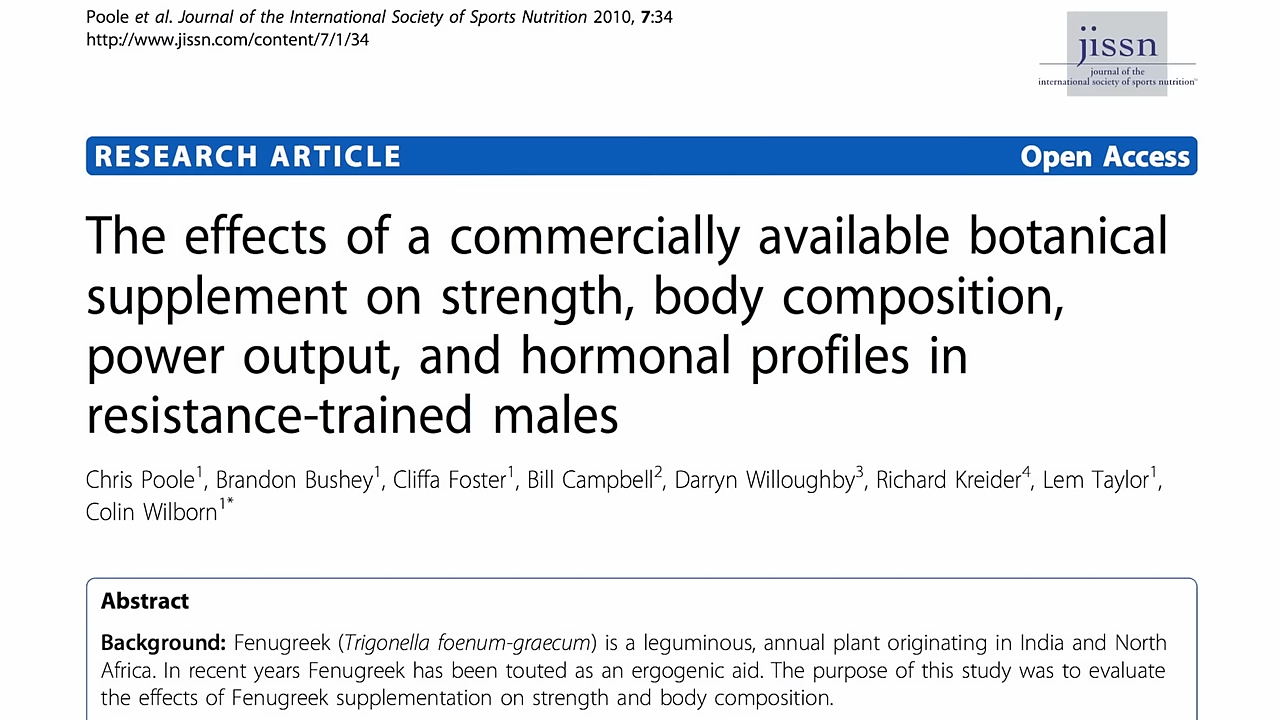 Poole et al. Journal of the International Society of Sports Nutrition 2010, 7:34
http://www.jissn.com/content/7/1/34
jissn
journal of the
international society of sports nutrition
RESEARCH ARTICLE Open Access
The effects of a commercially available botanical
supplement on strength, body composition,
power output, and hormonal profiles in
resistance-trained males
Chris Poole1, Brandon Bushey1, Cliffa Foster1, Bill Campbell2, Darryn Willoughby3, Richard Kreider4, Lem Taylor1,
Colin Wilborn1*
Abstract
Background: Fenugreek (Trigonella foenum-graecum) is a leguminous, annual plant originating in India and North
Africa. In recent years Fenugreek has been touted as an ergogenic aid. The purpose of this study was to evaluate
the effects of Fenugreek supplementation on strength and body composition.